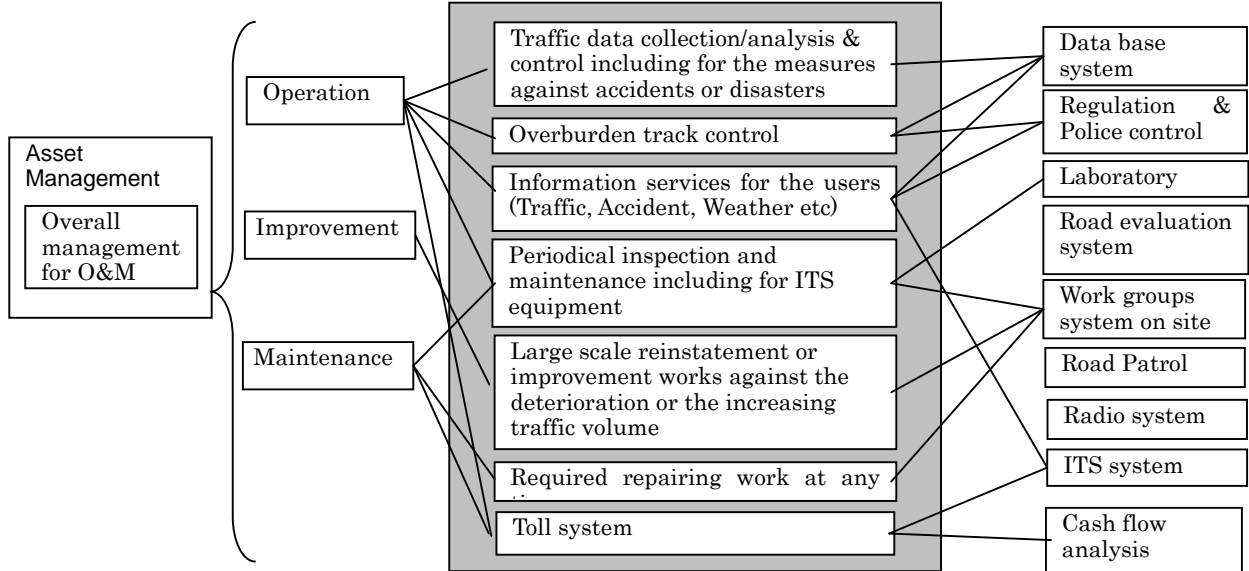 Asset
Management
Overall
management
for O&M
Operation
Improvement
Maintenance
Traffic data collection/analysis &
control including for the measures
against accidents or disasters
Overburden track control
Information services for the users
(Traffic, Accident, Weather etc)
Periodical inspection and
maintenance including for ITS
equipment
Large scale reinstatement or
improvement works against the
deterioration or the increasing
traffic volume
Required repairing work at any
Toll system
Data base
system
Regulation &
Police control
Laboratory
Road evaluation
system
Work groups
system on site
Road Patrol
Radio system
ITS system
Cash flow
analysis